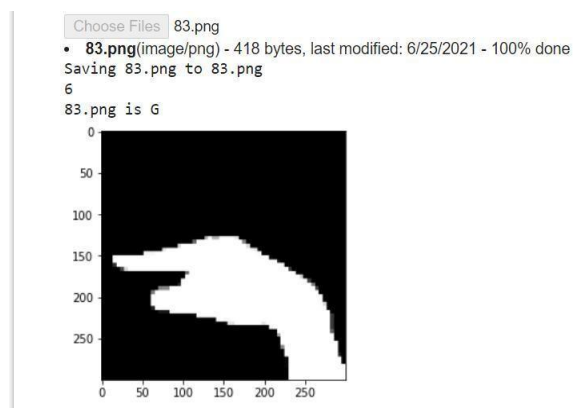 Choose Files 83.png
• 83.png(image/png) - 418 bytes, last modified: 6/25/2021 - 100% done
Saving 83.png to 83.png
6
83.png is G
0
50
100
150
200
250
0 50 100 150 200 250